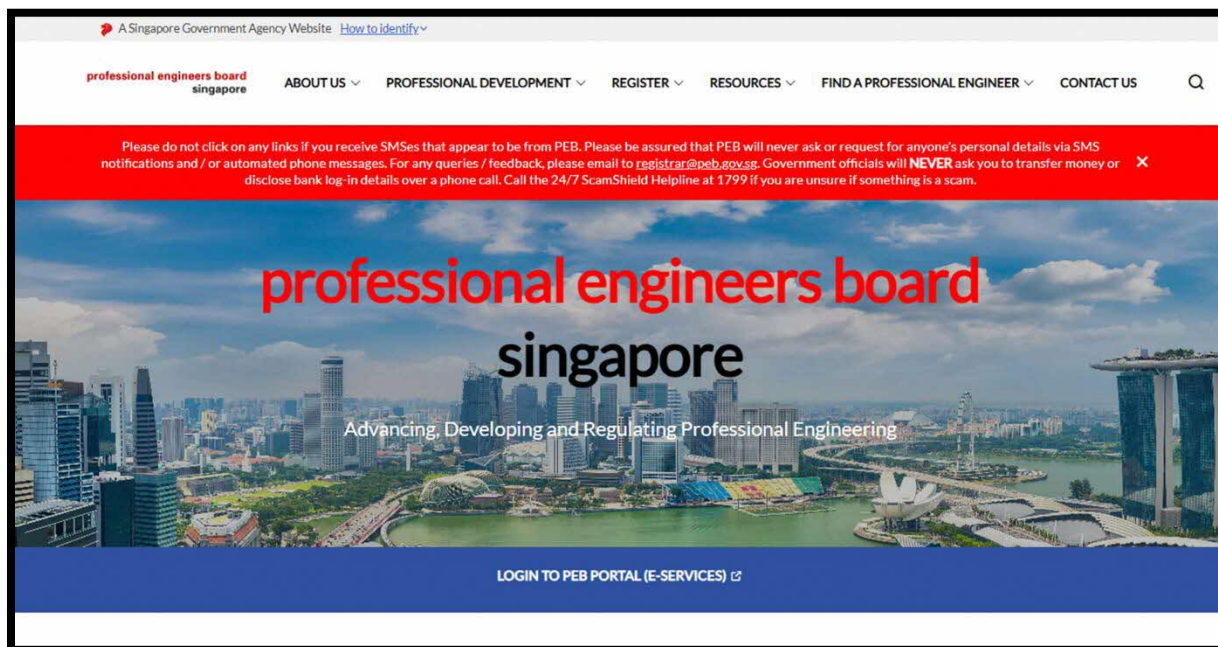 A Singapore Government Agency Website How to identify
professional engineers board
singapore
ABOUT US
PROFESSIONAL DEVELOPMENT
REGISTER
RESOURCES
FIND A PROFESSIONAL ENGINEER
CONTACT US
Please do not click on any links if you receive SMSes that appear to be from PEB. Please be assured that PEB will never ask or request for anyone's personal details via SMS
notifications and / or automated phone messages. For any queries / feedback, please email to registrar@peb.gov.sg. Government officials will NEVER ask you to transfer money or
disclose bank log-in details over a phone call. Call the 24/7 ScamShield Helpline at 1799 if you are unsure if something is a scam.
professional engineers board
singapore
Advancing, Developing and Regulating Professional Engineering
LOGIN TO PEB PORTAL (E-SERVICES)